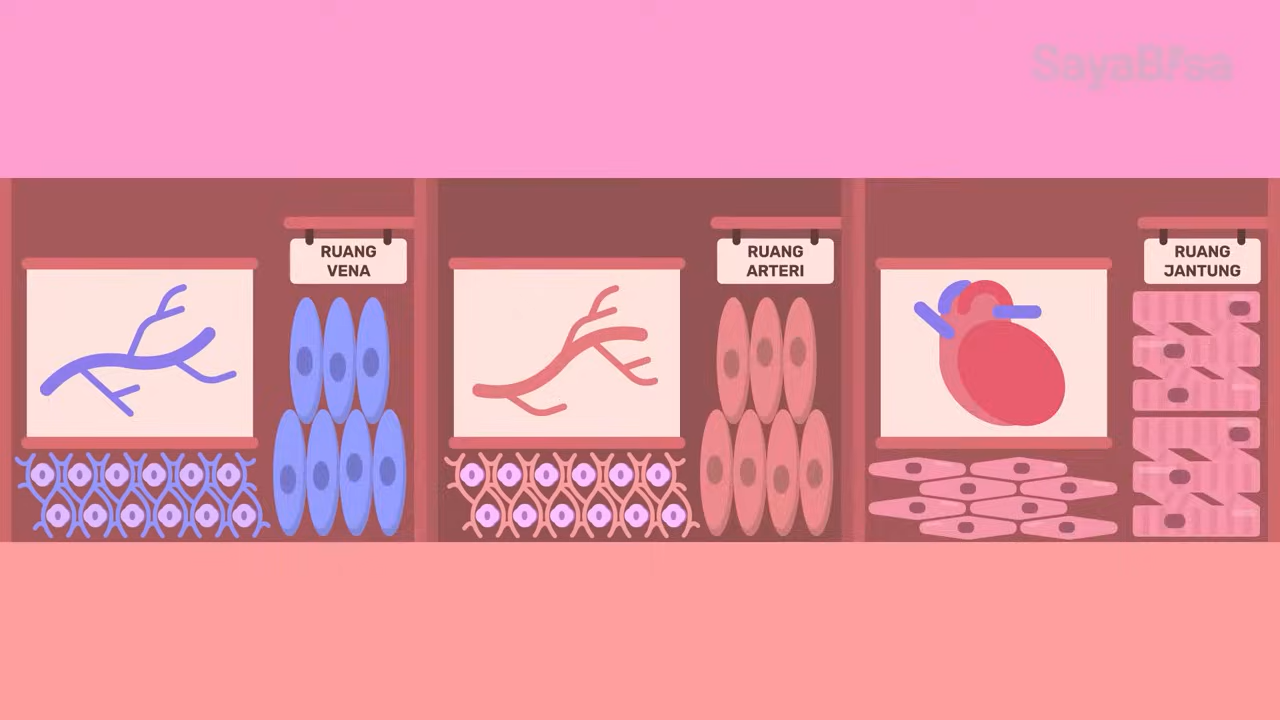 SayaBisa
RUANG
VENA
RUANG
ARTERI
RUANG
JANTUNG